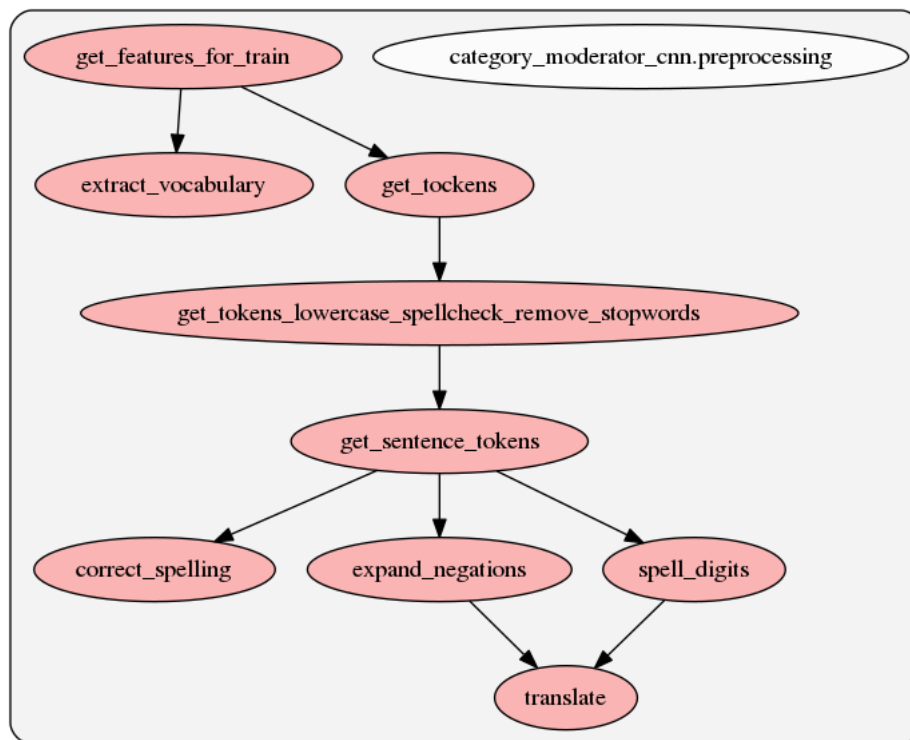 get_features_for_train
category_moderator_cnn.preprocessing
extract_vocabulary
get_tockens
get_tokens_lowercase_spellcheck_remove_stopwords
get_sentence_tokens
correct_spelling
expand_negations
spell_digits
translate